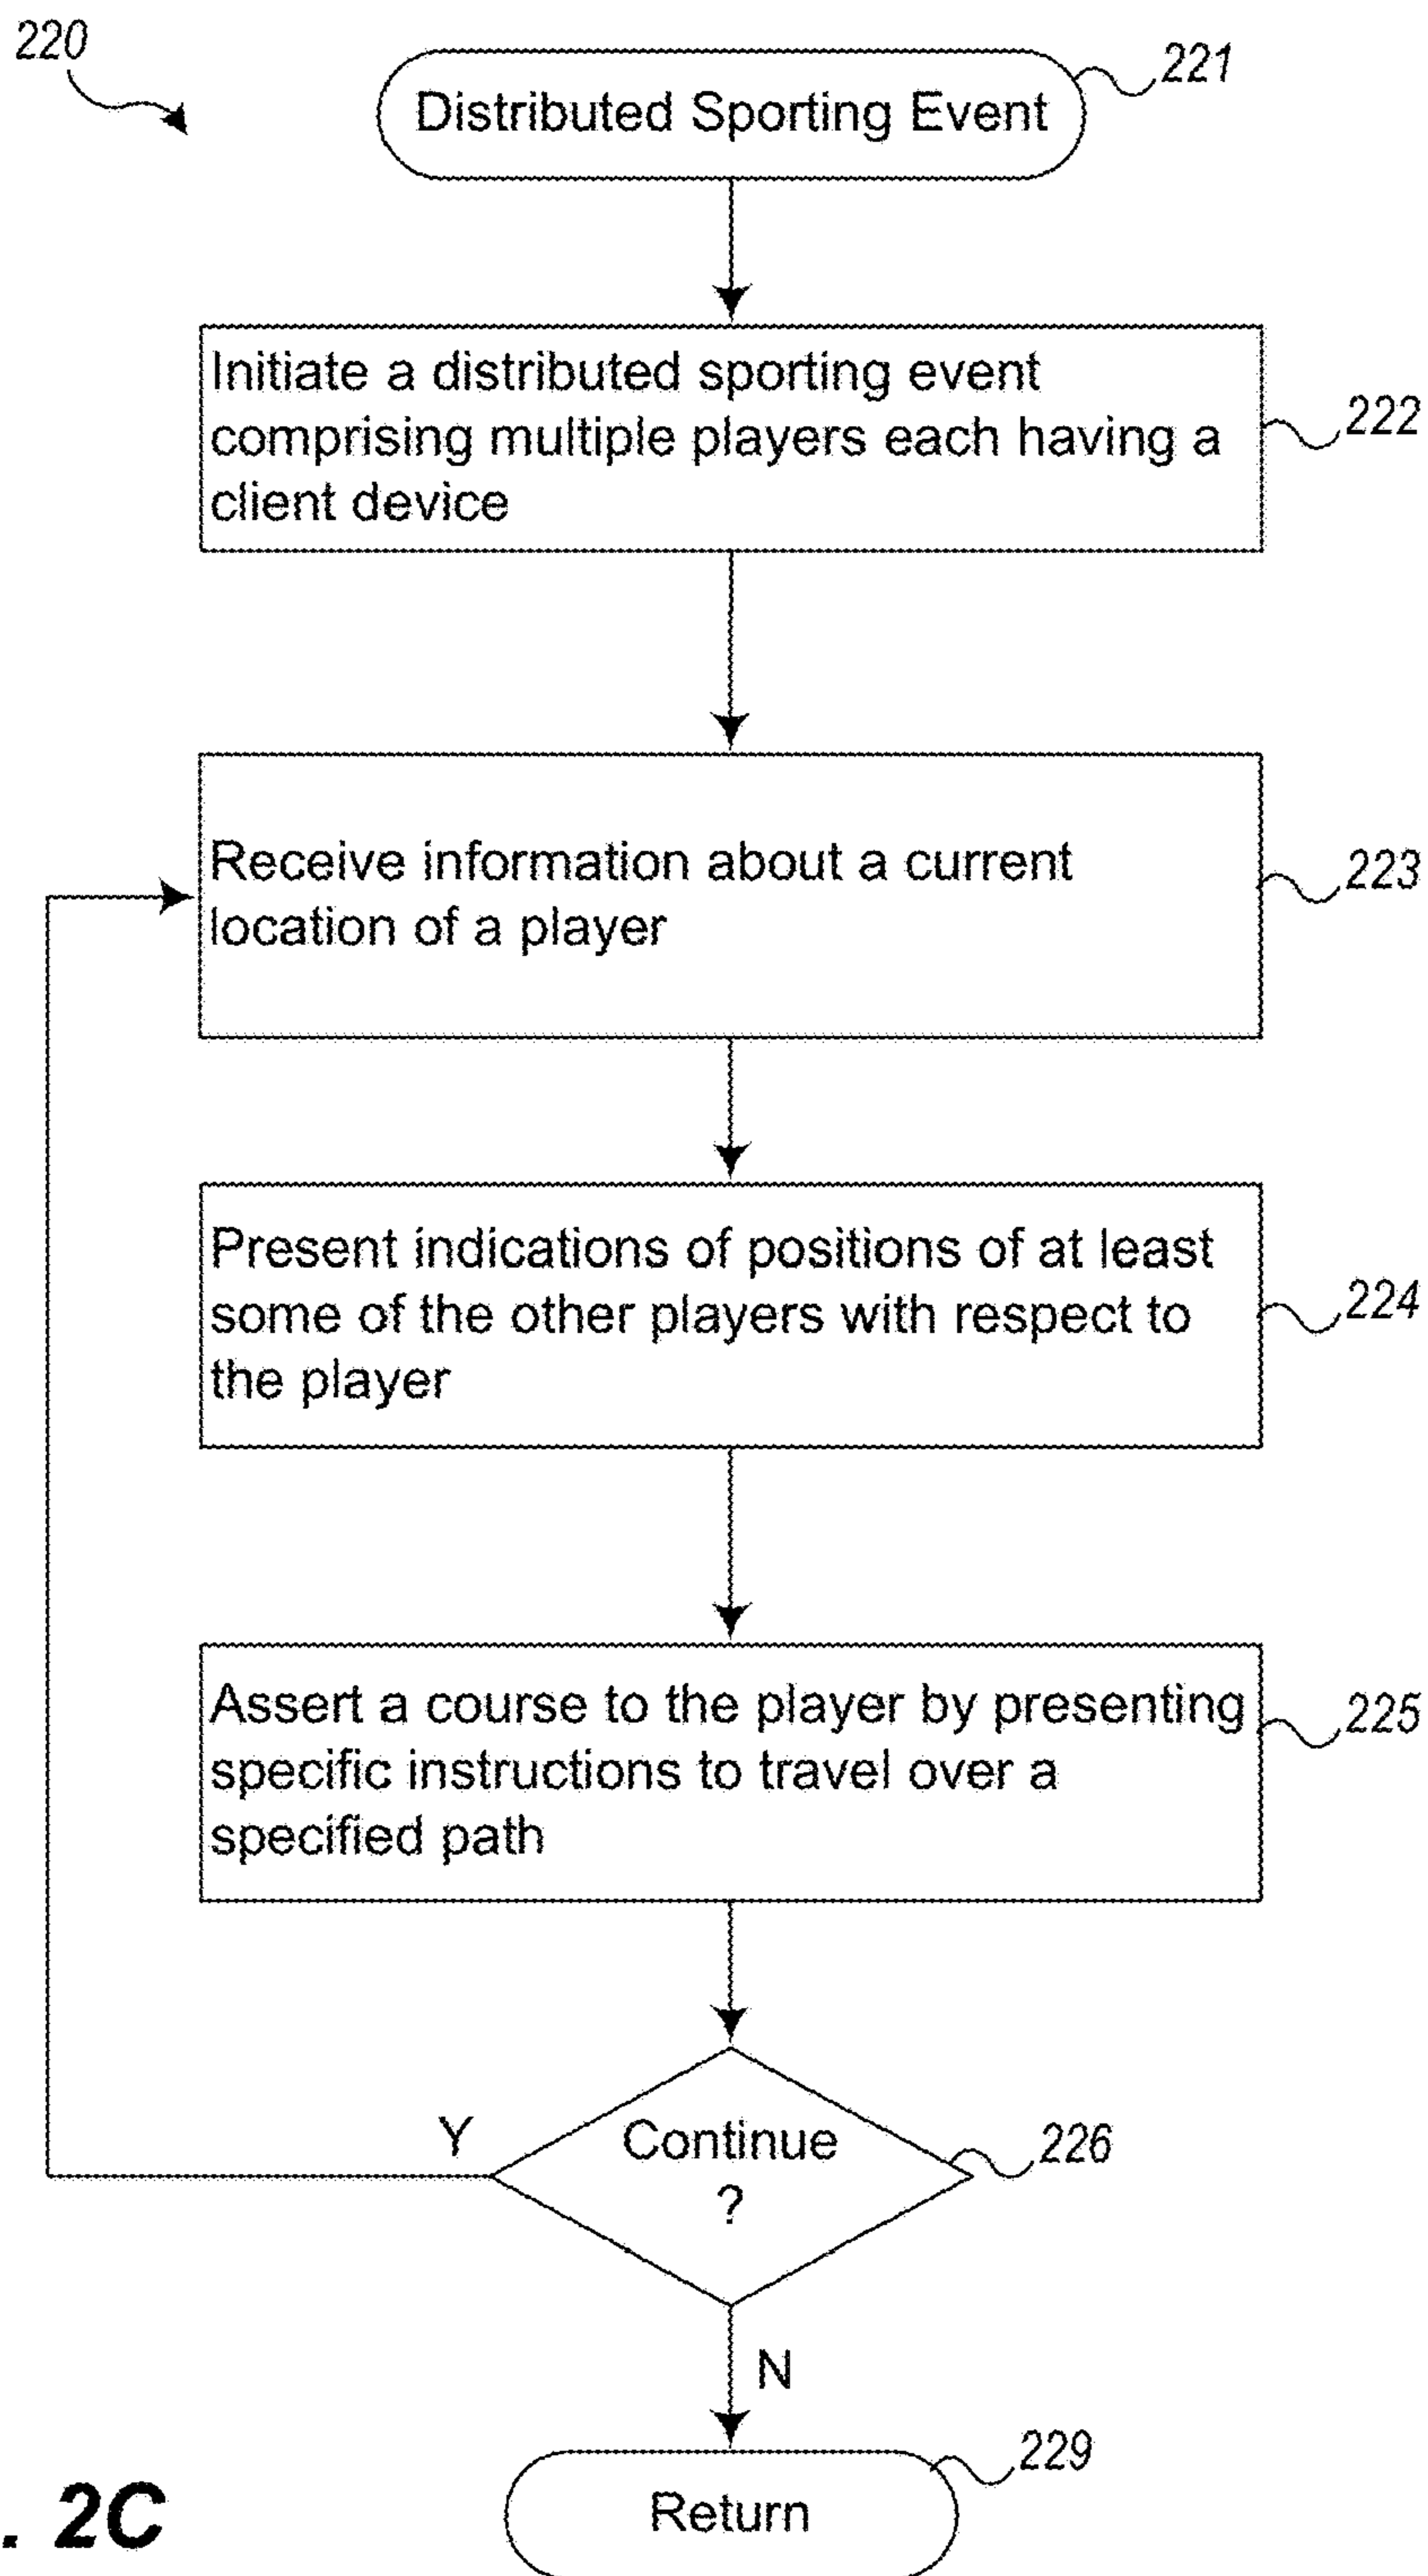 220
Distributed Sporting Event
221
Initiate a distributed sporting event
comprising multiple players each having a
client device
222
Receive information about a current
location of a player
223
Present indications of positions of at least
some of the other players with respect to
the player
224
Assert a course to the player by presenting
specific instructions to travel over a
specified path
225
Y
Continue
?
226
N
Return
229
. 2C